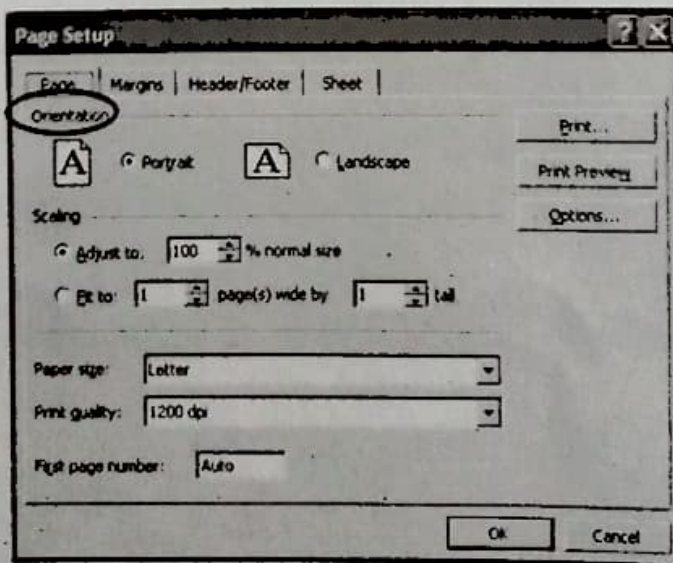 Page Setup
Page Margins Header/Footer Sheet
Orientation
Print...
A Portrait A Landscape
Print Preview
Scaling
Options...
Adjust to: 100 % normal size
Fit to: 1 page(s) wide by 1 tall
Paper size: Letter
Print quality: 1200 dpi
First page number: Auto
OK Cancel